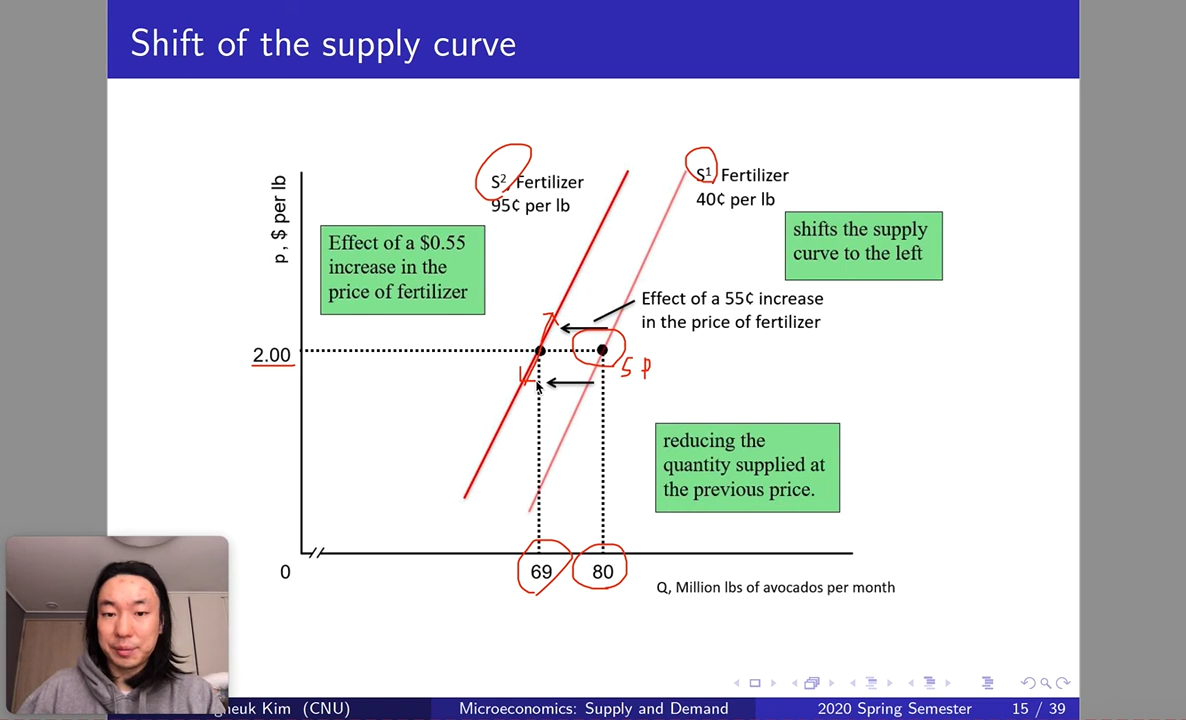 Shift of the supply curve
p, $ per lb
S², Fertilizer
95¢ per lb
S¹, Fertilizer
40¢ per lb
Effect of a $0.55
increase in the
price of fertilizer
shifts the supply
curve to the left
Effect of a 55¢ increase
in the price of fertilizer
2.00
S P
reducing the
quantity supplied at
the previous price.
0
69
80
Q, Million lbs of avocados per month
Kim (CNU)
Microeconomics: Supply and Demand
2020 Spring Semester
15 / 39